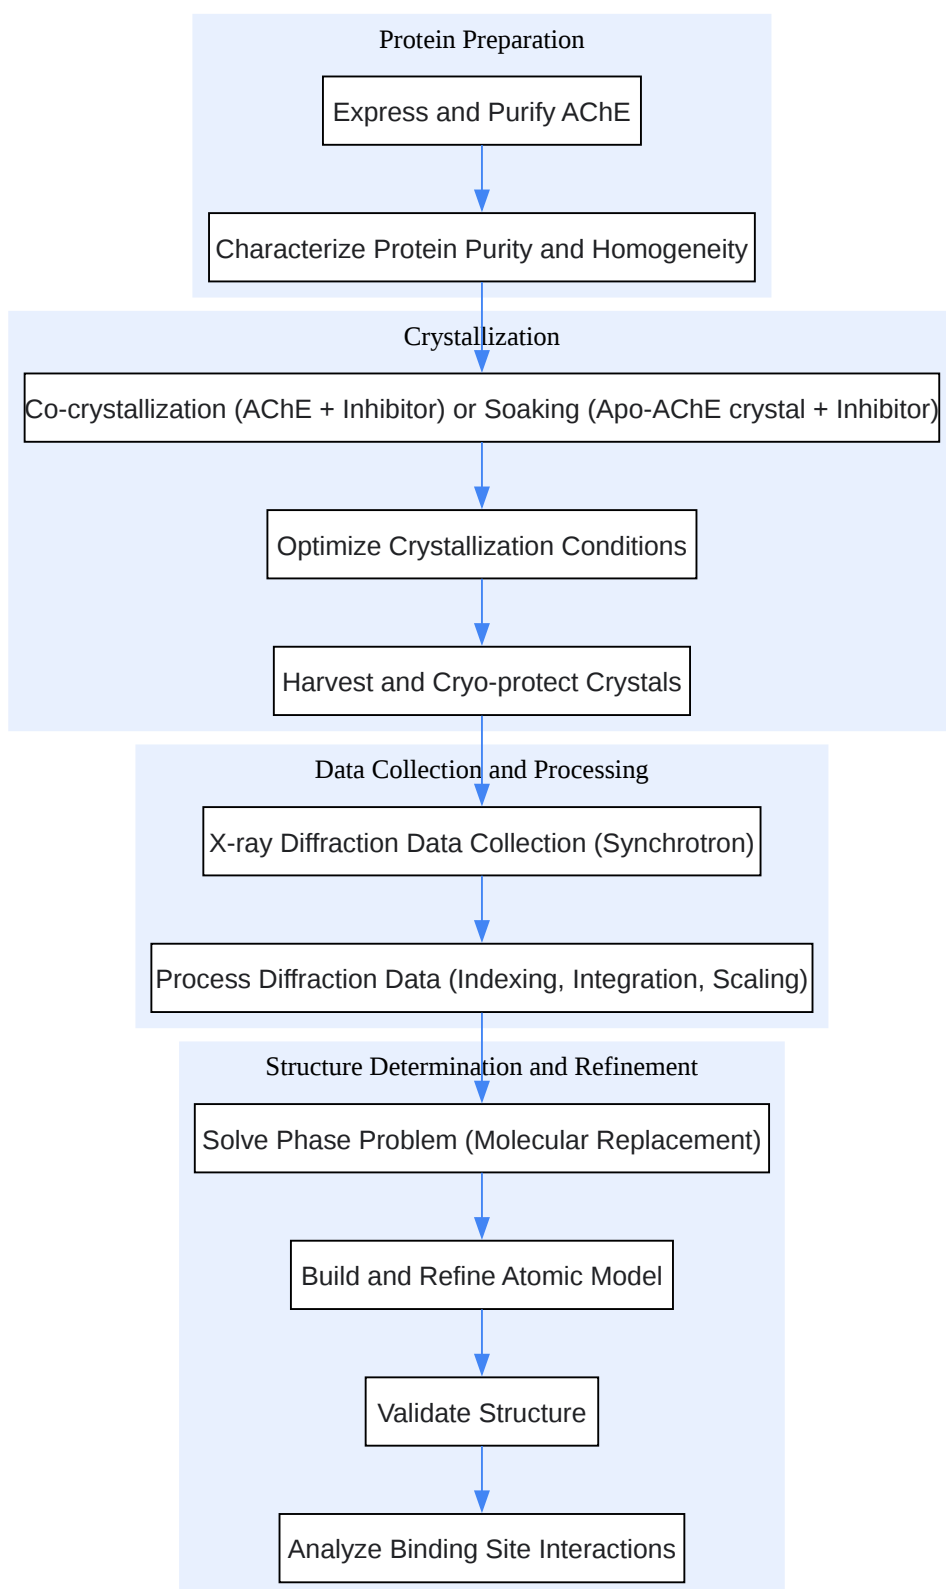 Protein Preparation
Express and Purify AChE
Characterize Protein Purity and Homogeneity
Crystallization
Co-crystallization (AChE + Inhibitor) or Soaking (Apo-AChE crystal + Inhibitor)
Optimize Crystallization Conditions
Harvest and Cryo-protect Crystals
Data Collection and Processing
X-ray Diffraction Data Collection (Synchrotron)
Process Diffraction Data (Indexing, Integration, Scaling)
Structure Determination and Refinement
Solve Phase Problem (Molecular Replacement)
Build and Refine Atomic Model
Validate Structure
Analyze Binding Site Interactions